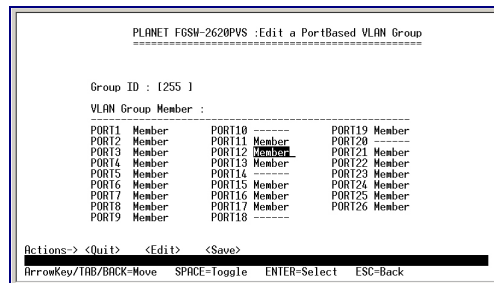 PLANET FGSW-2620PVS :Edit a PortBased VLAN Group
================================================
Group ID : [255 ]
VLAN Group Member :
-----------------------------------------------------
PORT1 Member PORT10 ------ PORT19 Member
PORT2 Member PORT11 Member PORT20 ------
PORT3 Member PORT12 Member PORT21 Member
PORT4 Member PORT13 Member PORT22 Member
PORT5 Member PORT14 ------ PORT23 Member
PORT6 Member PORT15 Member PORT24 Member
PORT7 Member PORT16 Member PORT25 Member
PORT8 Member PORT17 Member PORT26 Member
PORT9 Member PORT18 ------
Actions-> <Quit> <Edit> <Save>
ArrowKey/TAB/BACK=Move SPACE=Toggle ENTER=Select ESC=Back